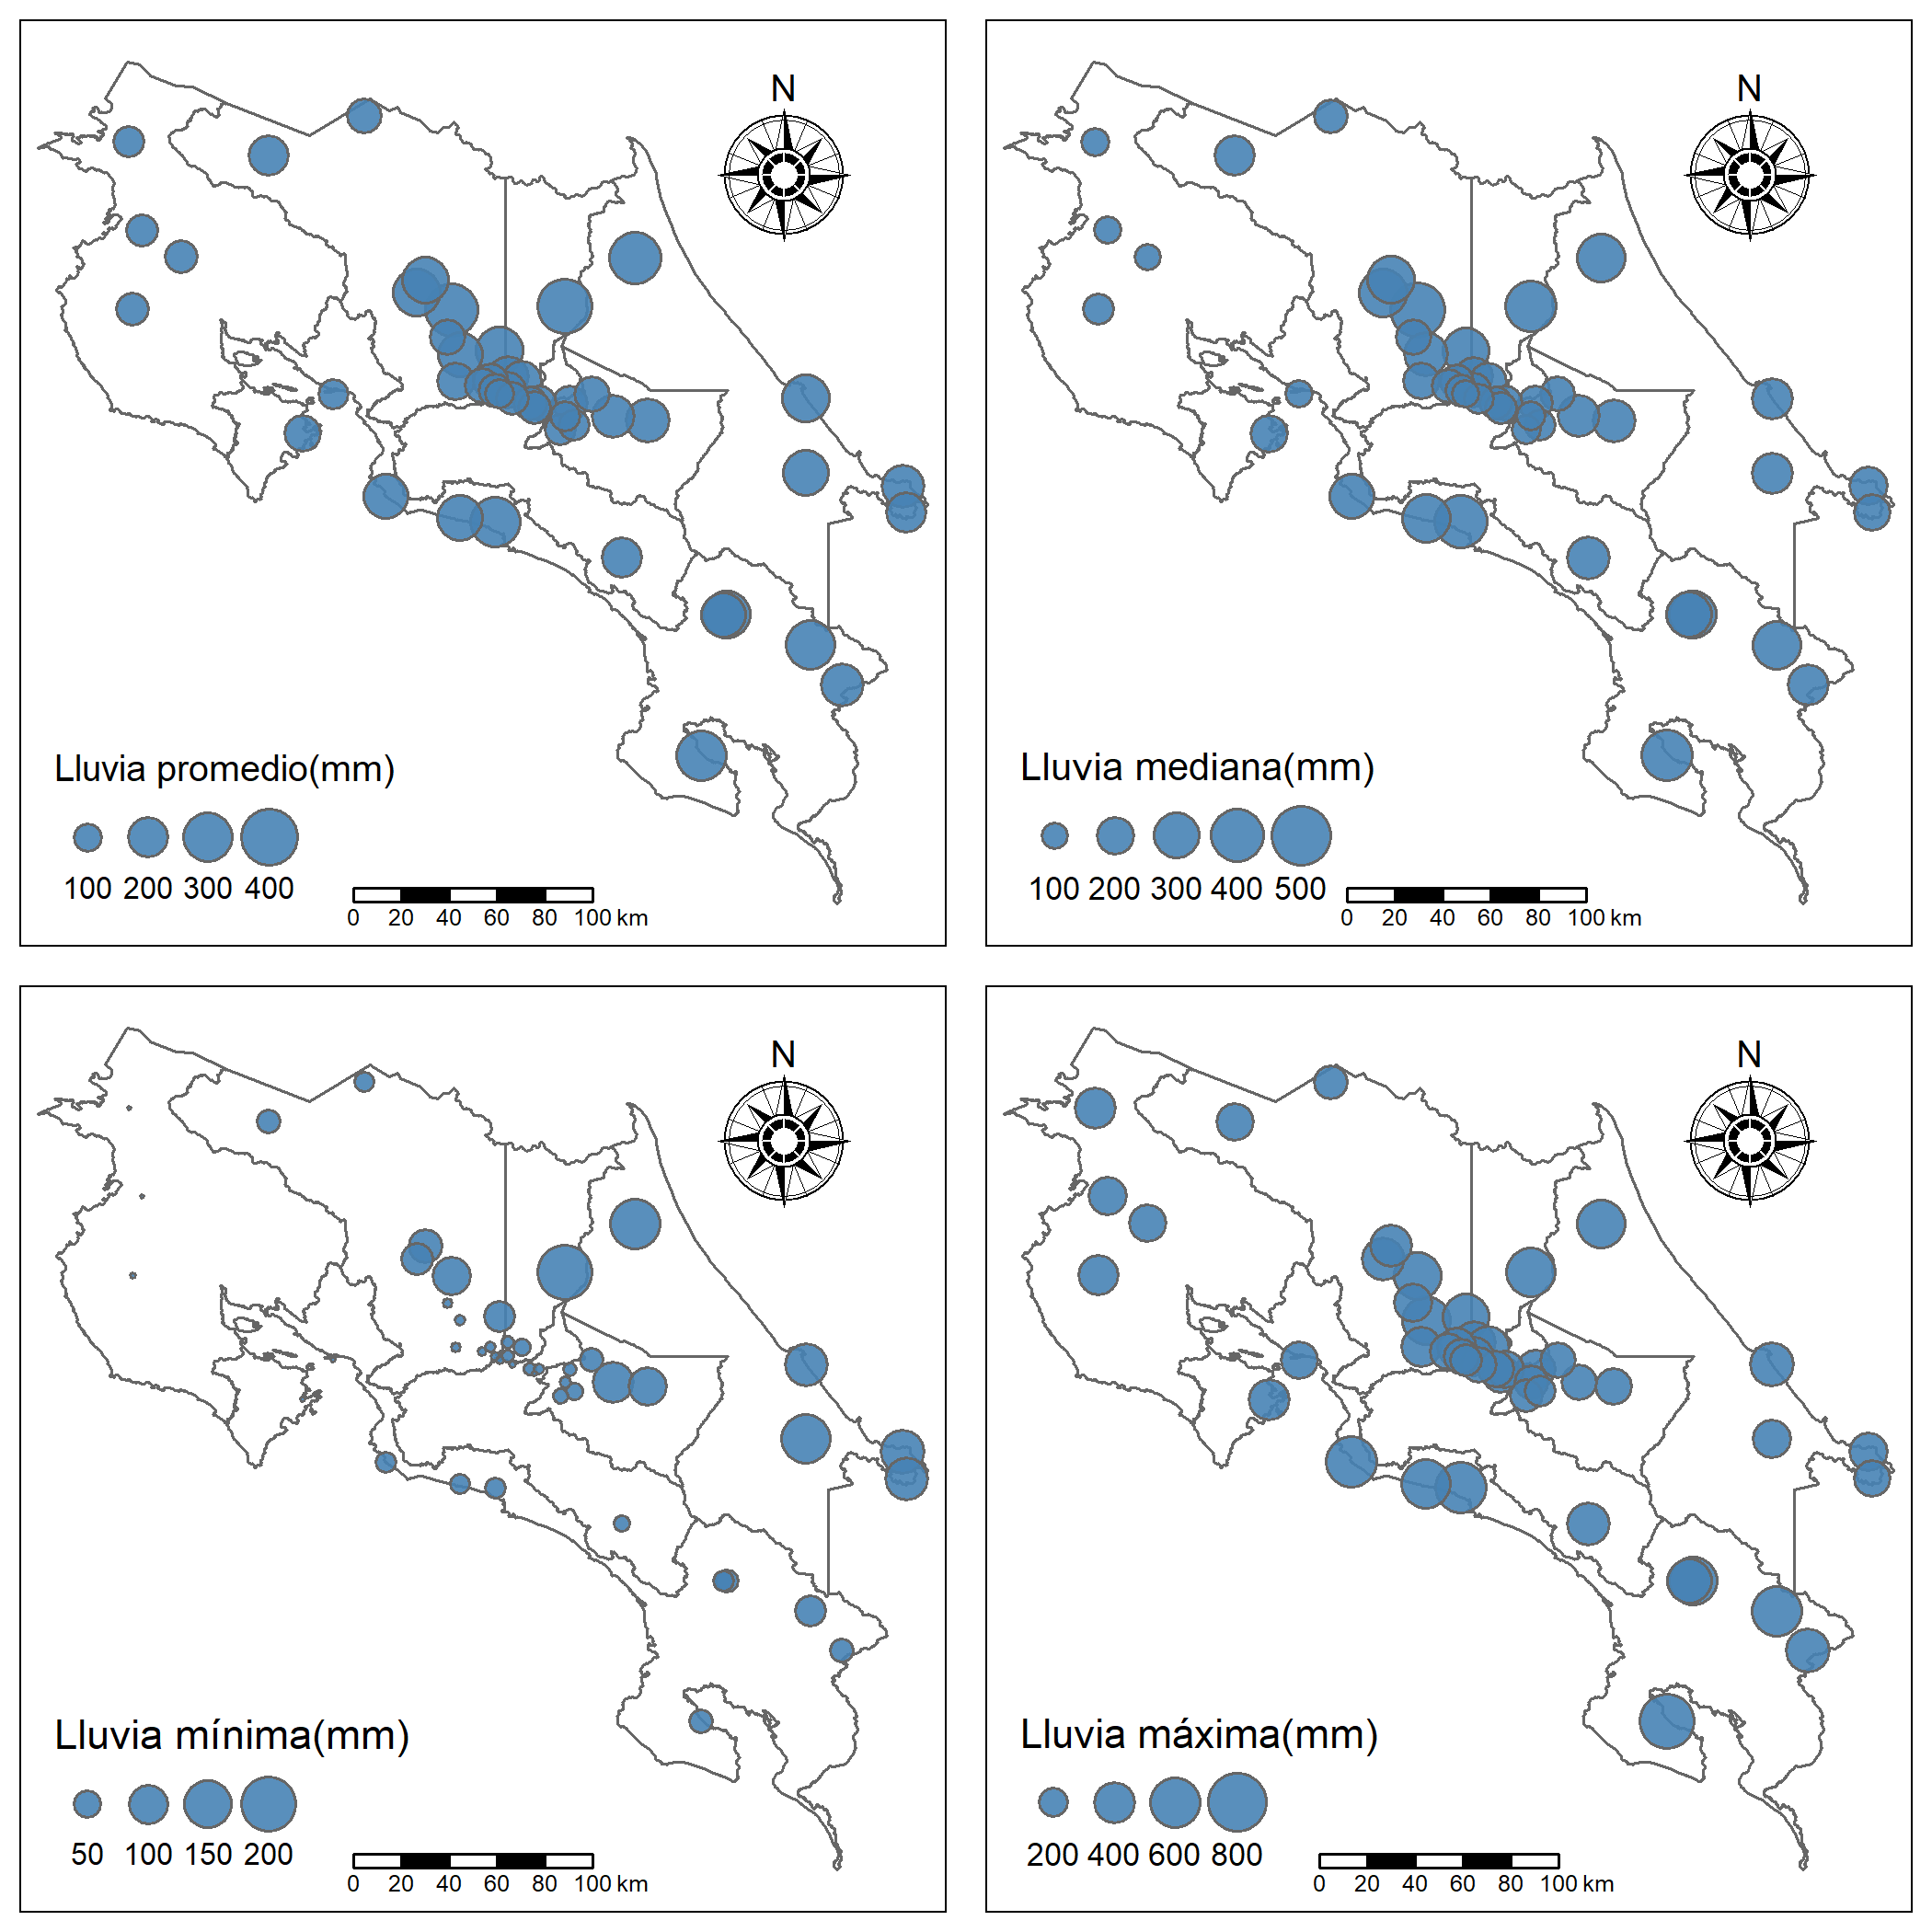 N
Lluvia promedio(mm)
100 200 300 400
0 20 40 60 80 100 km
N
Lluvia mediana(mm)
100 200 300 400 500
0 20 40 60 80 100 km
N
Lluvia mínima(mm)
50 100 150 200
0 20 40 60 80 100 km
N
Lluvia máxima(mm)
200 400 600 800
0 20 40 60 80 100 km